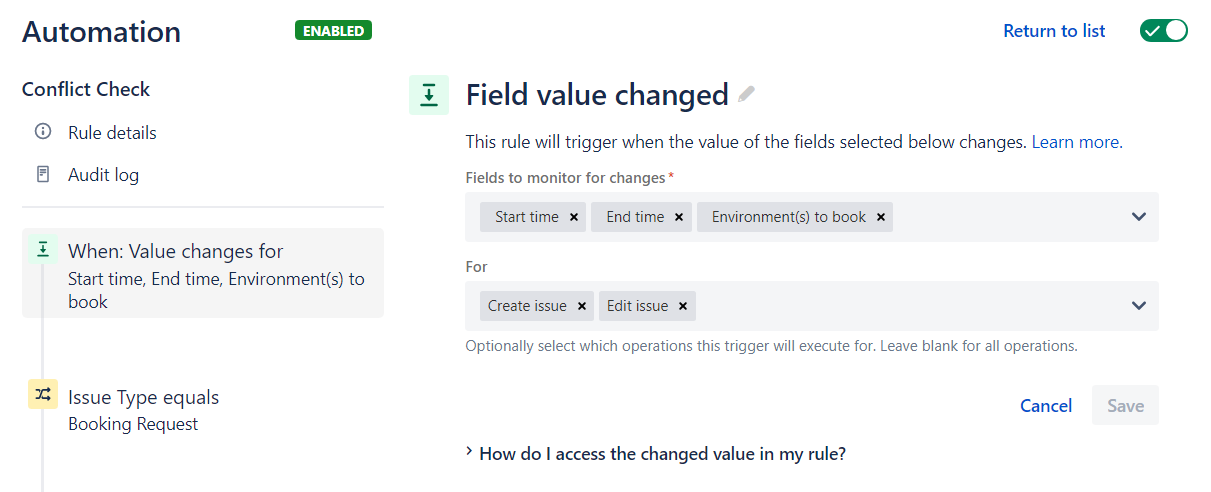 Automation
ENABLED
Return to list
Conflict Check
Rule details
Audit log
When: Value changes for
Start time, End time, Environment(s) to
book
Issue Type equals
Booking Request
Field value changed
This rule will trigger when the value of the fields selected below changes. Learn more.
Fields to monitor for changes*
Start time × End time × Environment(s) to book ×
For
Create issue × Edit issue ×
Optionally select which operations this trigger will execute for. Leave blank for all operations.
Cancel Save
How do I access the changed value in my rule?